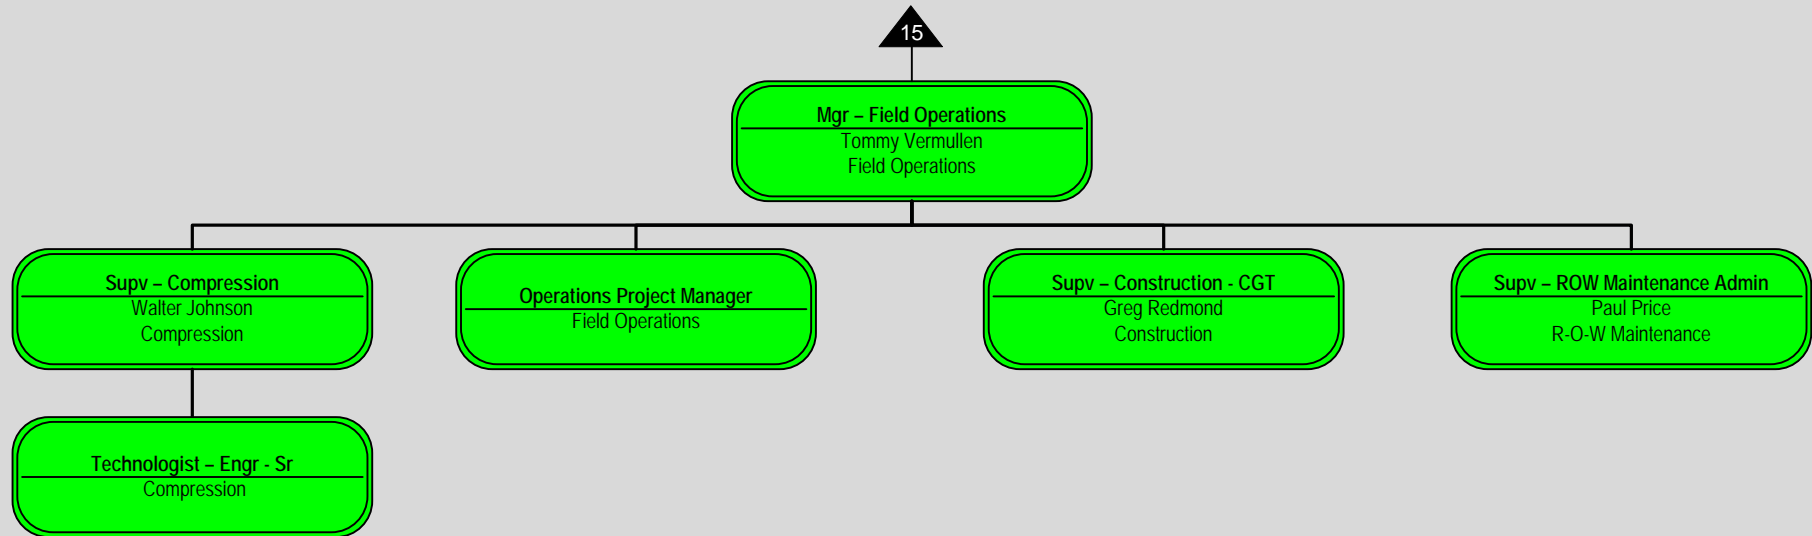 15
Mgr – Field Operations
Tommy Vermullen
Field Operations
Supv – Compression
Walter Johnson
Compression
Operations Project Manager
Field Operations
Supv – Construction - CGT
Greg Redmond
Construction
Supv – ROW Maintenance Admin
Paul Price
R-O-W Maintenance
Technologist – Engr - Sr
Compression